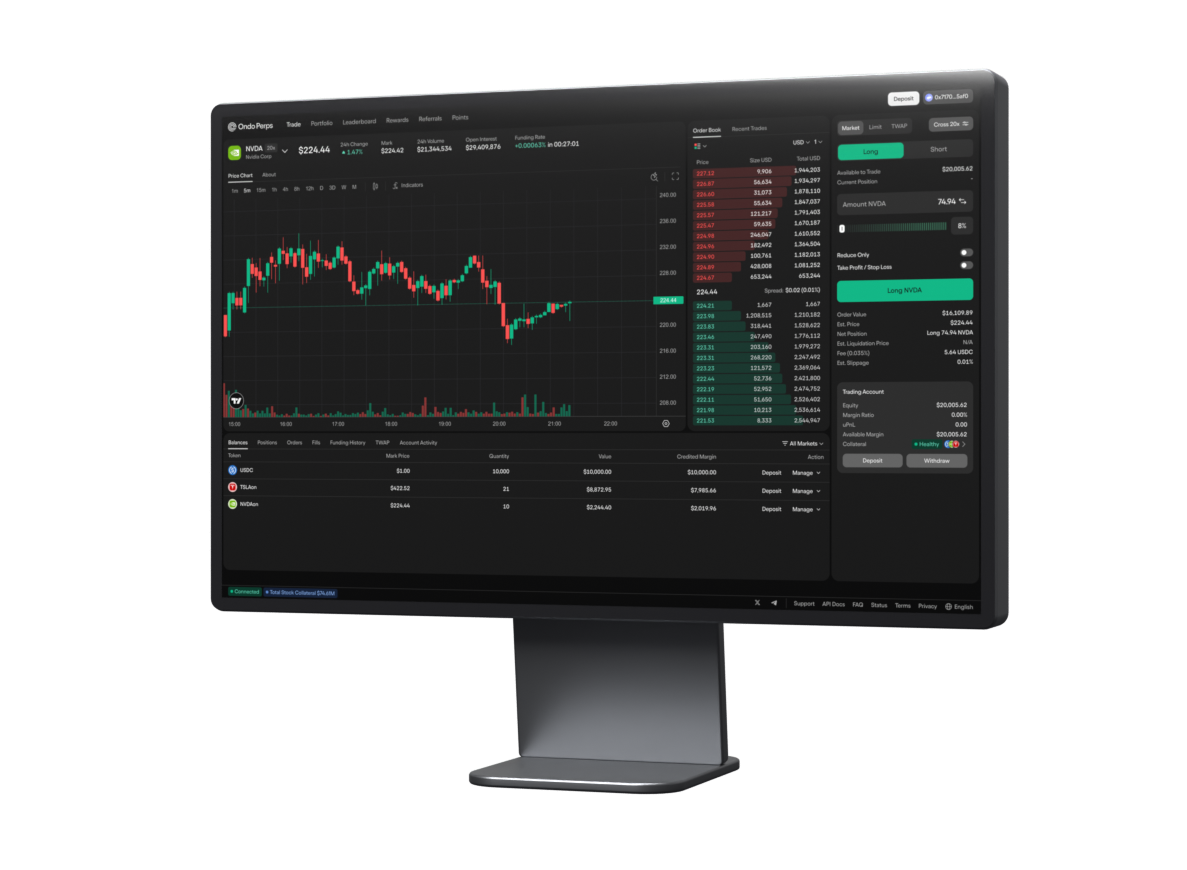 Deposit
0x7170...5af0
Ondo Perps
Trade
Portfolio
Leaderboard
Rewards
Referrals
Points
NVDA 20x
Nvidia Corp
$224.44
24h Change
1.47%
Mark
$224.42
24h Volume
$21,344,534
Open Interest
$29,409,876
Funding Rate
+0.00063% in 00:27:01
Price Chart
About
1m 5m 15m 1h 4h 8h 12h D 3D W M
Indicators
240.00
236.00
232.00
228.00
224.44
220.00
216.00
212.00
208.00
15:00 16:00 17:00 18:00 19:00 20:00 21:00 22:00
Order Book
Recent Trades
USD
1
Price Size USD Total USD
227.13 9,906 1,944,203
226.87 56,634 1,934,297
226.60 31,073 1,878,110
225.58 55,634 1,847,037
225.57 121,217 1,791,403
225.47 59,635 1,670,187
224.98 246,047 1,610,552
224.96 182,492 1,364,504
224.90 100,761 1,182,013
224.89 428,008 1,081,252
224.67 653,244 653,244
224.44 Spread: $0.02 (0.01%)
224.21 1,667 1,667
223.98 1,208,515 1,210,182
223.83 318,441 1,528,622
223.46 247,490 1,776,112
223.31 203,160 1,979,272
223.31 268,220 2,247,492
223.23 121,572 2,369,064
222.44 52,736 2,421,800
222.19 52,952 2,474,752
222.11 51,650 2,526,402
221.98 10,213 2,536,614
221.53 8,333 2,544,947
Market
Limit
TWAP
Cross 20x
Long
Short
Available to Trade $20,005.62
Current Position -
Amount NVDA 74.94
8%
Reduce Only
Take Profit / Stop Loss
Long NVDA
Order Value $16,109.89
Est. Price $224.44
Net Position Long 74.94 NVDA
Est. Liquidation Price N/A
Fee (0.035%) 5.64 USDC
Est. Slippage 0.01%
Trading Account
Equity $20,005.62
Margin Ratio 0.00%
uPnL 0.00
Available Margin $20,005.62
Collateral Healthy
Deposit
Withdraw
Balances
Positions
Orders
Fills
Funding History
TWAP
Account Activity
All Markets
Token Mark Price Quantity Value Credited Margin Action
USDC $1.00 10,000 $10,000.00 $10,000.00 Deposit Manage
TSLAon $422.52 21 $8,872.95 $7,985.66 Deposit Manage
NVDAon $224.44 10 $2,244.40 $2,019.96 Deposit Manage
Connected
Total Stock Collateral $74.61M
Support
API Docs
FAQ
Status
Terms
Privacy
English